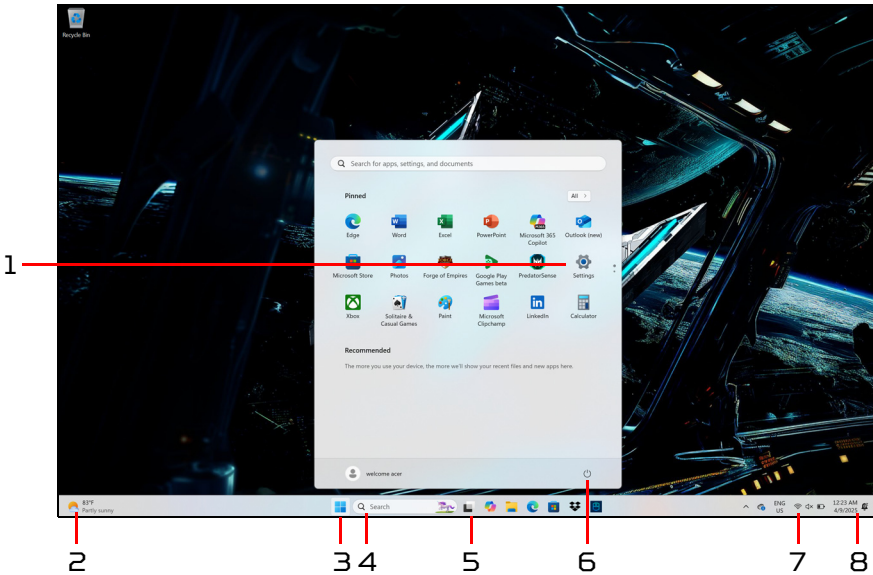 Recycle Bin
Search for apps, settings, and documents
Pinned
All >
Edge
Word
Excel
PowerPoint
Microsoft 365
Copilot
Outlook (new)
1
Microsoft Store
Photos
Forge of Empires
Google Play
Games beta
PredatorSense
Settings
Xbox
Solitaire &
Casual Games
Paint
Microsoft
Clipchamp
LinkedIn
Calculator
Recommended
The more you use your device, the more we'll show your recent files and new apps here.
welcome acer
83°F
Partly sunny
Search
ENG
US
12:23 AM
4/9/2025
2
3
4
5
6
7
8